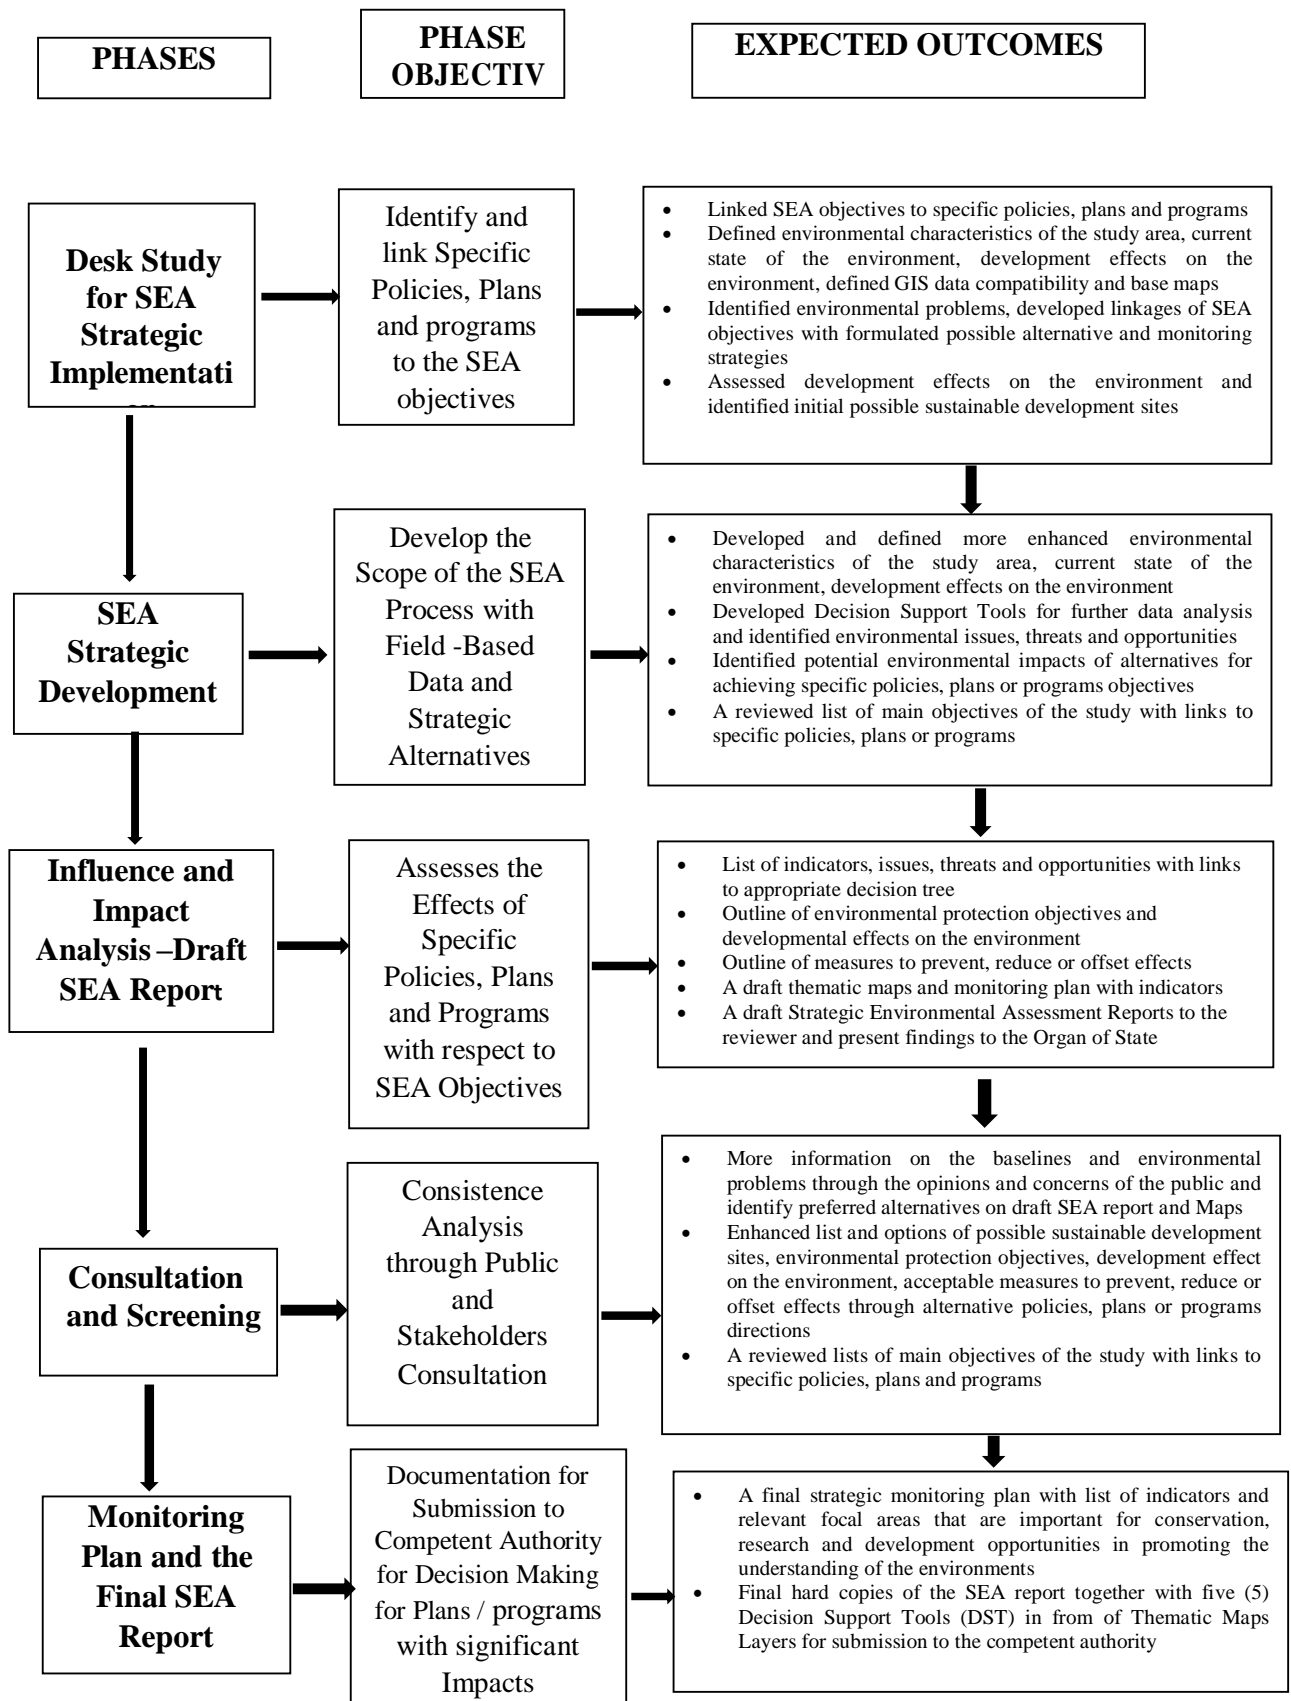 PHASES
PHASE
OBJECTIV
EXPECTED OUTCOMES
Desk Study
for SEA
Strategic
Implementati
Identify and
link Specific
Policies, Plans
and programs
to the SEA
objectives
• Linked SEA objectives to specific policies, plans and programs
• Defined environmental characteristics of the study area, current
state of the environment, development effects on the
environment, defined GIS data compatibility and base maps
• Identified environmental problems, developed linkages of SEA
objectives with formulated possible alternative and monitoring
strategies
• Assessed development effects on the environment and
identified initial possible sustainable development sites
SEA
Strategic
Development
Develop the
Scope of the SEA
Process with
Field -Based
Data and
Strategic
Alternatives
• Developed and defined more enhanced environmental
characteristics of the study area, current state of the
environment, development effects on the environment
• Developed Decision Support Tools for further data analysis
and identified environmental issues, threats and opportunities
• Identified potential environmental impacts of alternatives for
achieving specific policies, plans or programs objectives
• A reviewed list of main objectives of the study with links to
specific policies, plans or programs
Influence and
Impact
Analysis –Draft
SEA Report
Assesses the
Effects of
Specific
Policies, Plans
and Programs
with respect to
SEA Objectives
• List of indicators, issues, threats and opportunities with links
to appropriate decision tree
• Outline of environmental protection objectives and
developmental effects on the environment
• Outline of measures to prevent, reduce or offset effects
• A draft thematic maps and monitoring plan with indicators
• A draft Strategic Environmental Assessment Reports to the
reviewer and present findings to the Organ of State
Consultation
and Screening
Consistence
Analysis
through Public
and
Stakeholders
Consultation
• More information on the baselines and environmental
problems through the opinions and concerns of the public and
identify preferred alternatives on draft SEA report and Maps
• Enhanced list and options of possible sustainable development
sites, environmental protection objectives, development effect
on the environment, acceptable measures to prevent, reduce or
offset effects through alternative policies, plans or programs
directions
• A reviewed lists of main objectives of the study with links to
specific policies, plans and programs
Monitoring
Plan and the
Final SEA
Report
Documentation for
Submission to
Competent Authority
for Decision Making
for Plans / programs
with significant
Impacts
• A final strategic monitoring plan with list of indicators and
relevant focal areas that are important for conservation,
research and development opportunities in promoting the
understanding of the environments
• Final hard copies of the SEA report together with five (5)
Decision Support Tools (DST) in from of Thematic Maps
Layers for submission to the competent authority